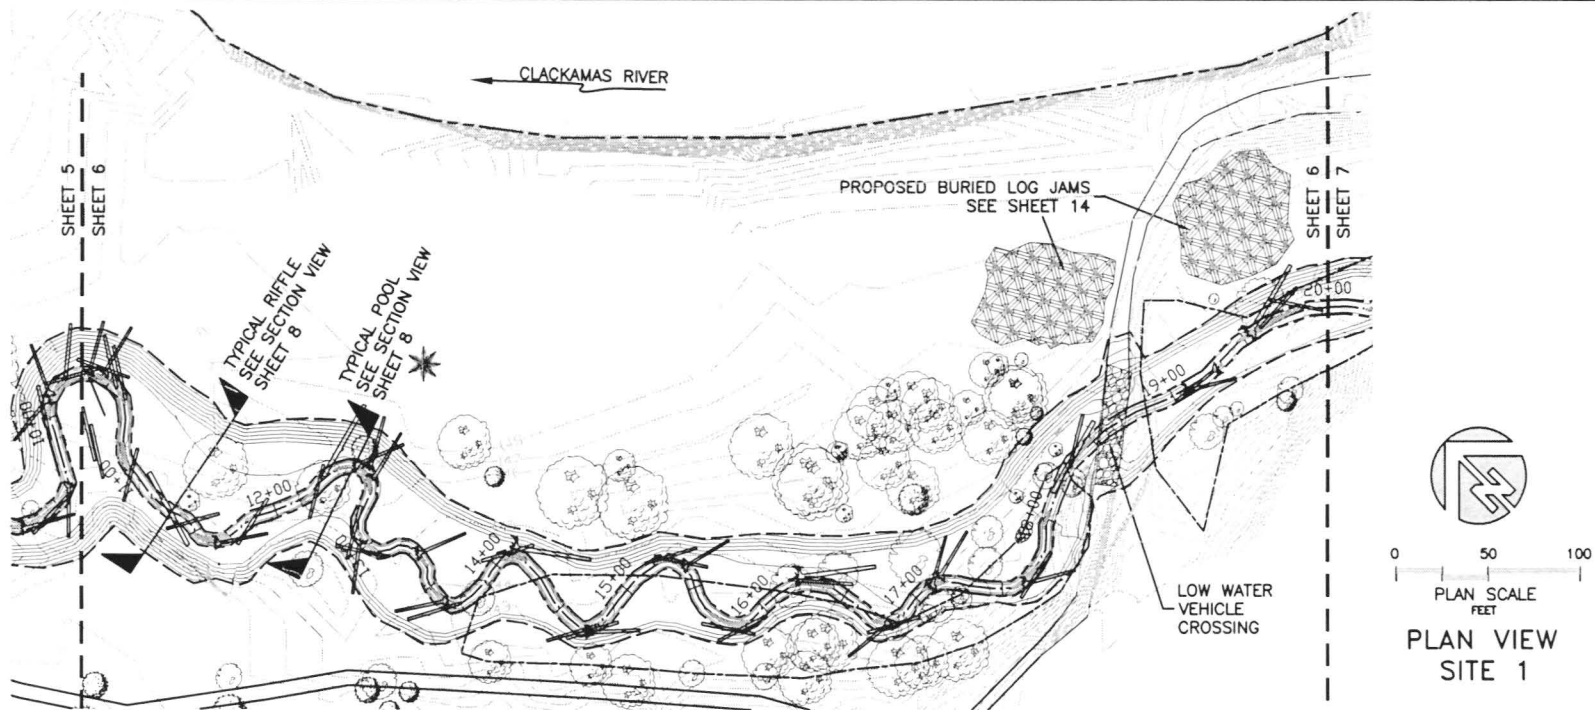 CLACKAMAS RIVER
SHEET 5
SHEET 6
PROPOSED BURIED LOG JAMS
SEE SHEET 14
SHEET 6
SHEET 7
TYPICAL RIFFLE
SEE SECTION VIEW
SHEET 8
TYPICAL POOL
SEE SECTION VIEW
SHEET 8
20+00
19+00
12+00
14+00
15+00
16+00
17+00
LOW WATER
VEHICLE
CROSSING
0 50 100
PLAN SCALE
FEET
PLAN VIEW
SITE 1